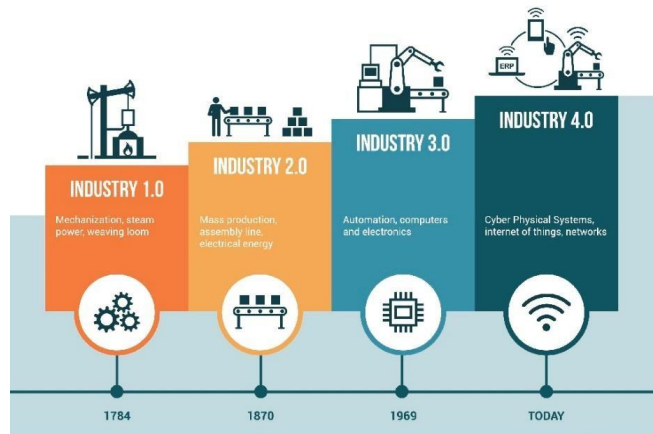 ERP
INDUSTRY 1.0
Mechanization, steam
power, weaving loom
INDUSTRY 2.0
Mass production,
assembly line,
electrical energy
INDUSTRY 3.0
Automation, computers
and electronics
INDUSTRY 4.0
Cyber Physical Systems,
internet of things, networks
1784
1870
1969
TODAY